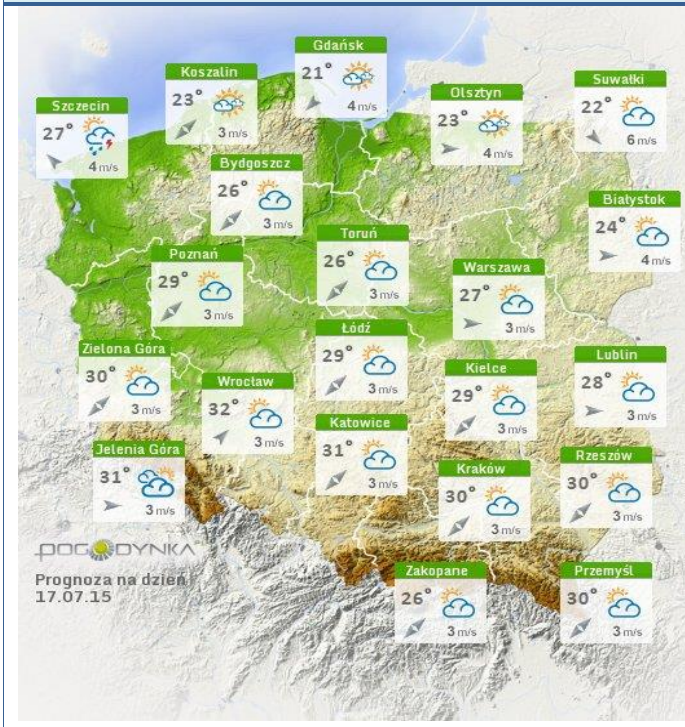 Gdańsk
21°
4 m/s
Koszalin
23°
3 m/s
Szczecin
27°
4 m/s
Olsztyn
23°
4 m/s
Suwałki
22°
6 m/s
Bydgoszcz
26°
3 m/s
Białystok
24°
4 m/s
Toruń
26°
3 m/s
Poznań
29°
3 m/s
Warszawa
27°
3 m/s
Łódź
29°
3 m/s
Zielona Góra
30°
3 m/s
Wrocław
32°
3 m/s
Kielce
29°
3 m/s
Lublin
28°
3 m/s
Katowice
31°
3 m/s
Jelenia Góra
31°
3 m/s
Kraków
30°
3 m/s
Rzeszów
30°
3 m/s
POGODYNKA
Prognoza na dzień
17.07.15
Zakopane
26°
3 m/s
Przemyśl
30°
3 m/s